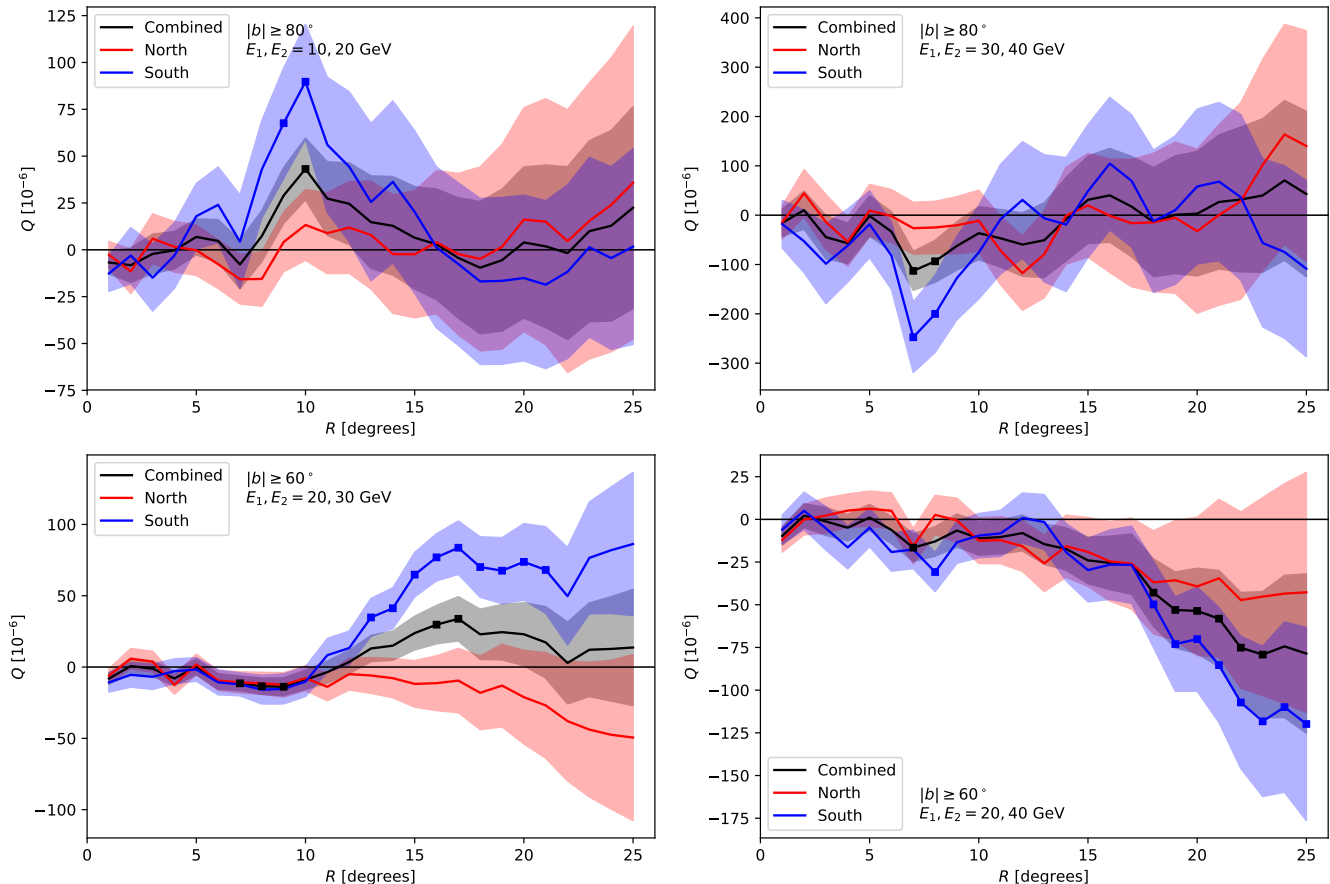 Combined
North
South
|b| ≥ 80°
E₁, E₂ = 10, 20 GeV
125
100
75
50
25
0
−25
−50
−75
Q [10⁻⁶]
0 5 10 15 20 25
R [degrees]
Combined
North
South
|b| ≥ 80°
E₁, E₂ = 30, 40 GeV
400
300
200
100
0
−100
−200
−300
Q [10⁻⁶]
0 5 10 15 20 25
R [degrees]
Combined
North
South
|b| ≥ 60°
E₁, E₂ = 20, 30 GeV
100
50
0
−50
−100
Q [10⁻⁶]
0 5 10 15 20 25
R [degrees]
25
0
−25
−50
−75
−100
−125
−150
−175
Q [10⁻⁶]
Combined
North
South
|b| ≥ 60°
E₁, E₂ = 20, 40 GeV
0 5 10 15 20 25
R [degrees]